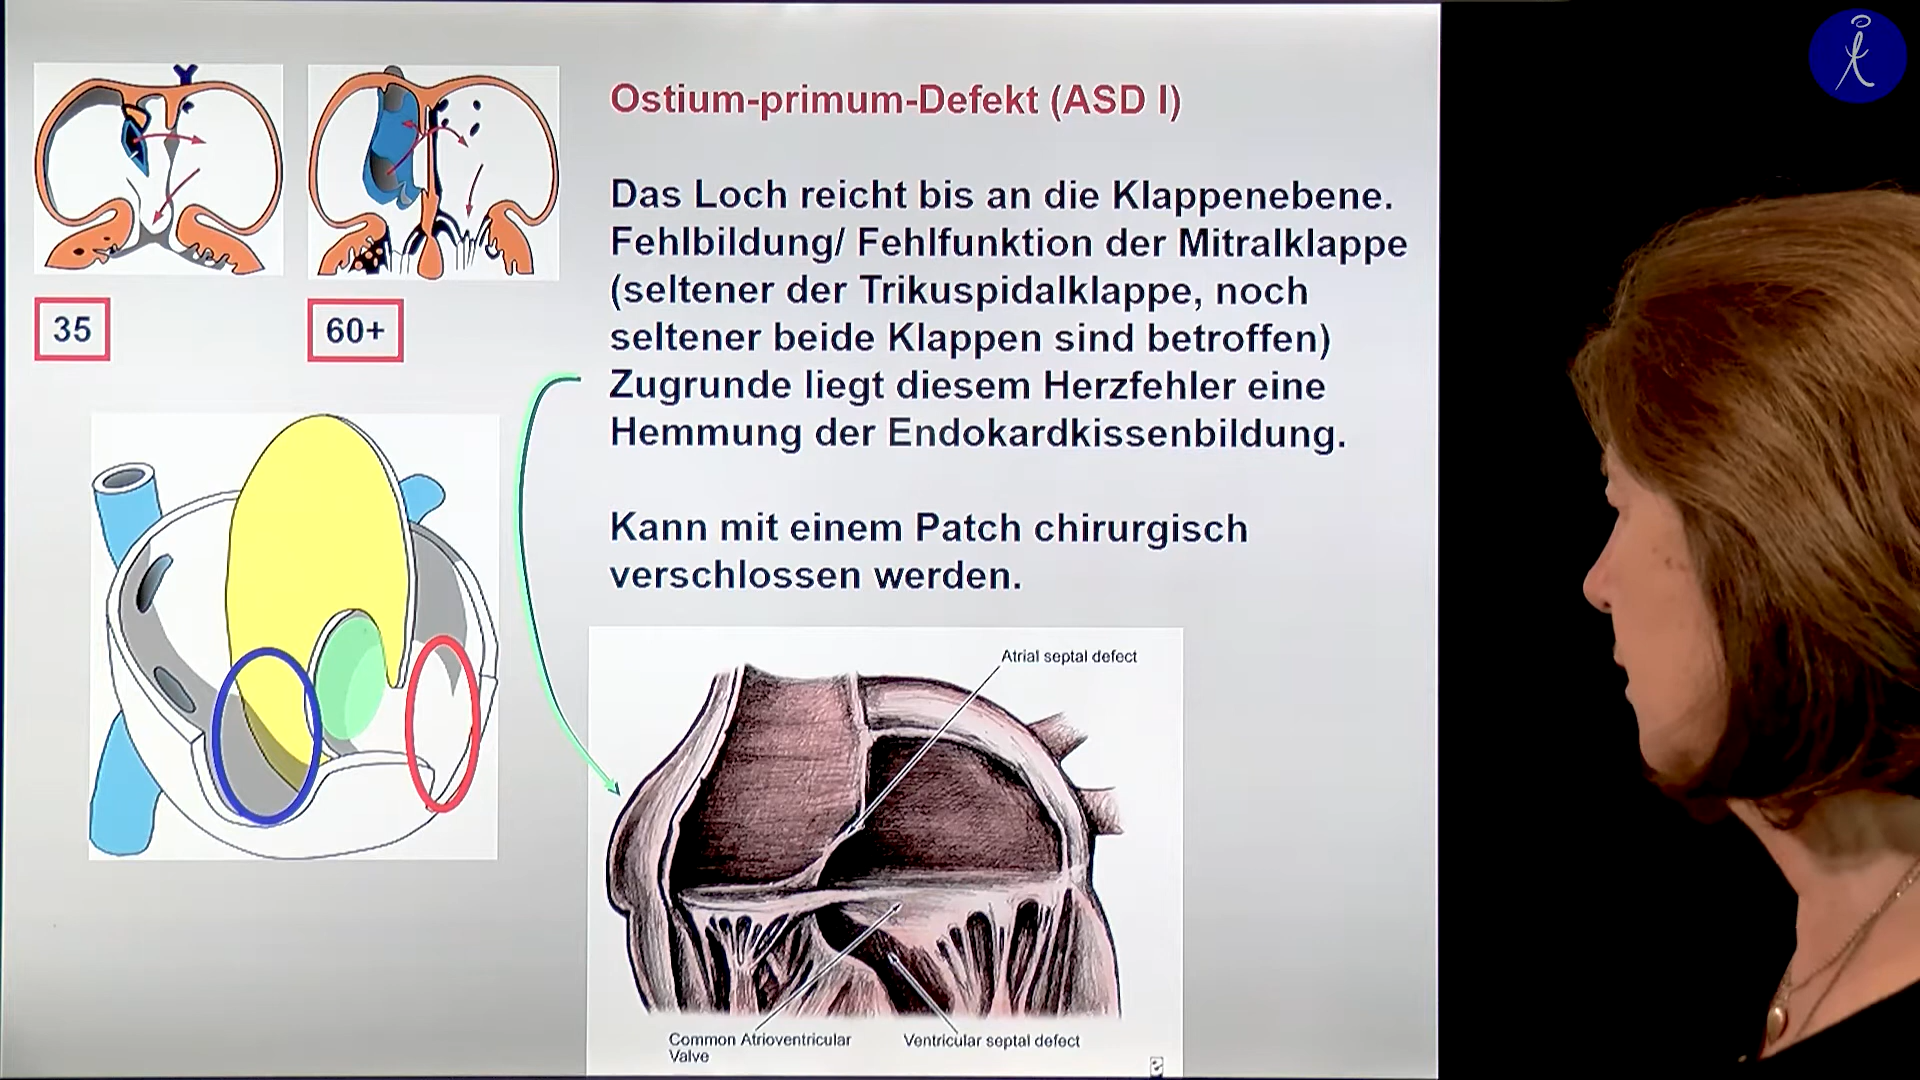 Ostium-primum-Defekt (ASD I)
Das Loch reicht bis an die Klappenebene.
Fehlbildung/ Fehlfunktion der Mitralklappe
(seltener der Trikuspidalklappe, noch
seltener beide Klappen sind betroffen)
Zugrunde liegt diesem Herzfehler eine
Hemmung der Endokardkissenbildung.
Kann mit einem Patch chirurgisch
verschlossen werden.
35
60+
Atrial septal defect
Common Atrioventricular
Valve
Ventricular septal defect